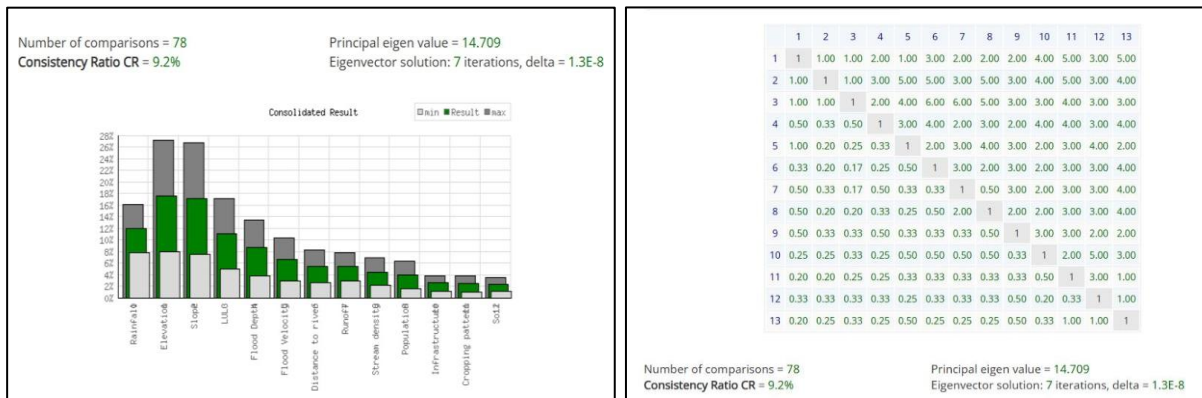 Number of comparisons = 78
Principal eigen value = 14.709
Consistency Ratio CR = 9.2%
Eigenvector solution: 7 iterations, delta = 1.3E-8
Consolidated Result
min Result max
28%
26%
24%
22%
20%
18%
16%
14%
12%
10%
8%
6%
4%
2%
0%
Rainfall
Elevation
Slope
LULC
Flood Depth
Flood Velocity
Distance to river
Runoff
Stream density
Population
Infrastructure
Cropping pattern
Soil
1 2 3 4 5 6 7 8 9 10 11 12 13
1 1 1.00 1.00 2.00 1.00 3.00 2.00 2.00 2.00 4.00 5.00 3.00 5.00
2 1.00 1 1.00 3.00 5.00 5.00 3.00 5.00 3.00 4.00 5.00 3.00 4.00
3 1.00 1.00 1 2.00 4.00 6.00 6.00 5.00 3.00 3.00 4.00 3.00 3.00
4 0.50 0.33 0.50 1 3.00 4.00 2.00 3.00 3.00 2.00 4.00 3.00 4.00
5 1.00 0.20 0.25 0.33 1 2.00 3.00 4.00 2.00 3.00 3.00 4.00 2.00
6 0.33 0.20 0.17 0.25 0.50 1 3.00 2.00 3.00 2.00 3.00 3.00 4.00
7 0.50 0.33 0.17 0.50 0.33 0.33 1 0.50 3.00 2.00 3.00 3.00 4.00
8 0.50 0.20 0.20 0.33 0.25 0.50 2.00 1 2.00 2.00 3.00 3.00 4.00
9 0.50 0.33 0.33 0.33 0.50 0.33 0.33 0.50 1 3.00 3.00 2.00 2.00
10 0.25 0.25 0.33 0.50 0.33 0.50 0.50 0.50 0.33 1 2.00 5.00 3.00
11 0.20 0.20 0.25 0.25 0.33 0.33 0.33 0.33 0.33 0.50 1 3.00 1.00
12 0.33 0.33 0.33 0.33 0.25 0.33 0.33 0.33 0.50 0.20 0.33 1 1.00
13 0.20 0.25 0.33 0.25 0.50 0.25 0.25 0.25 0.50 0.33 1.00 1.00 1
Number of comparisons = 78
Principal eigen value = 14.709
Consistency Ratio CR = 9.2%
Eigenvector solution: 7 iterations, delta = 1.3E-8